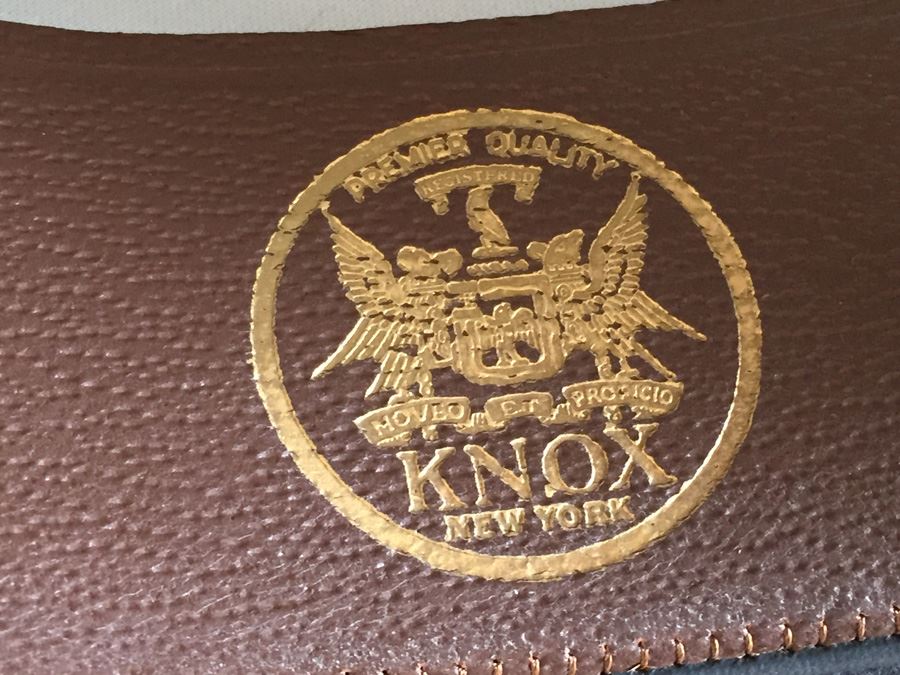 PREMIER QUALITY
REGISTERED
MOVEO ET PROFICIO
KNOX
NEW YORK